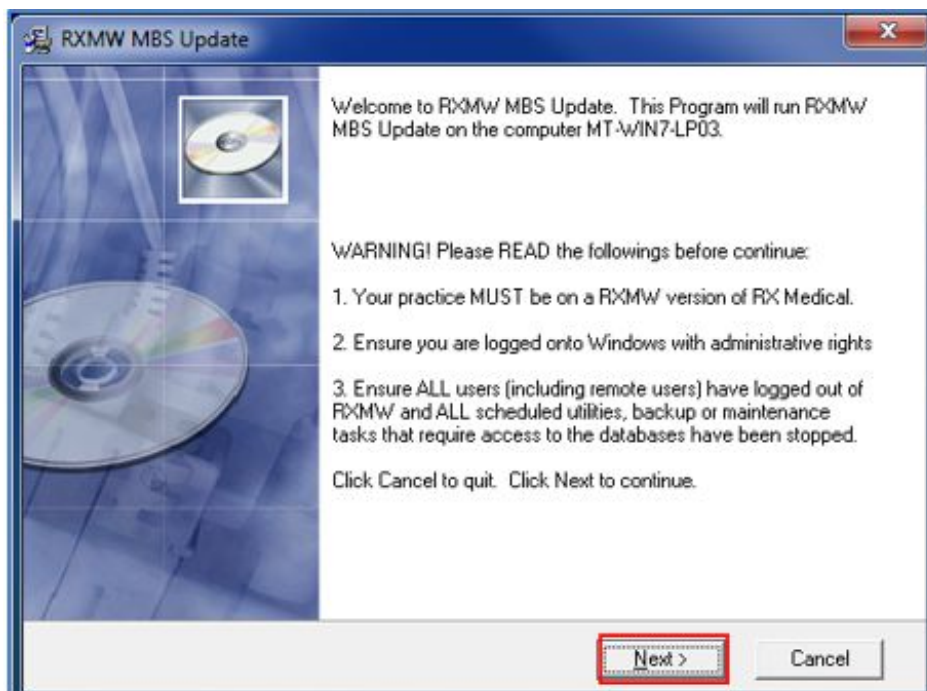 RXMW MBS Update
Welcome to RXMW MBS Update.  This Program will run RXMW
MBS Update on the computer MT-WIN7-LP03.
WARNING! Please READ the followings before continue:
1. Your practice MUST be on a RXMW version of RX Medical.
2. Ensure you are logged onto Windows with administrative rights
3. Ensure ALL users (including remote users) have logged out of
RXMW and ALL scheduled utilities, backup or maintenance
tasks that require access to the databases have been stopped.
Click Cancel to quit.  Click Next to continue.
Next >
Cancel